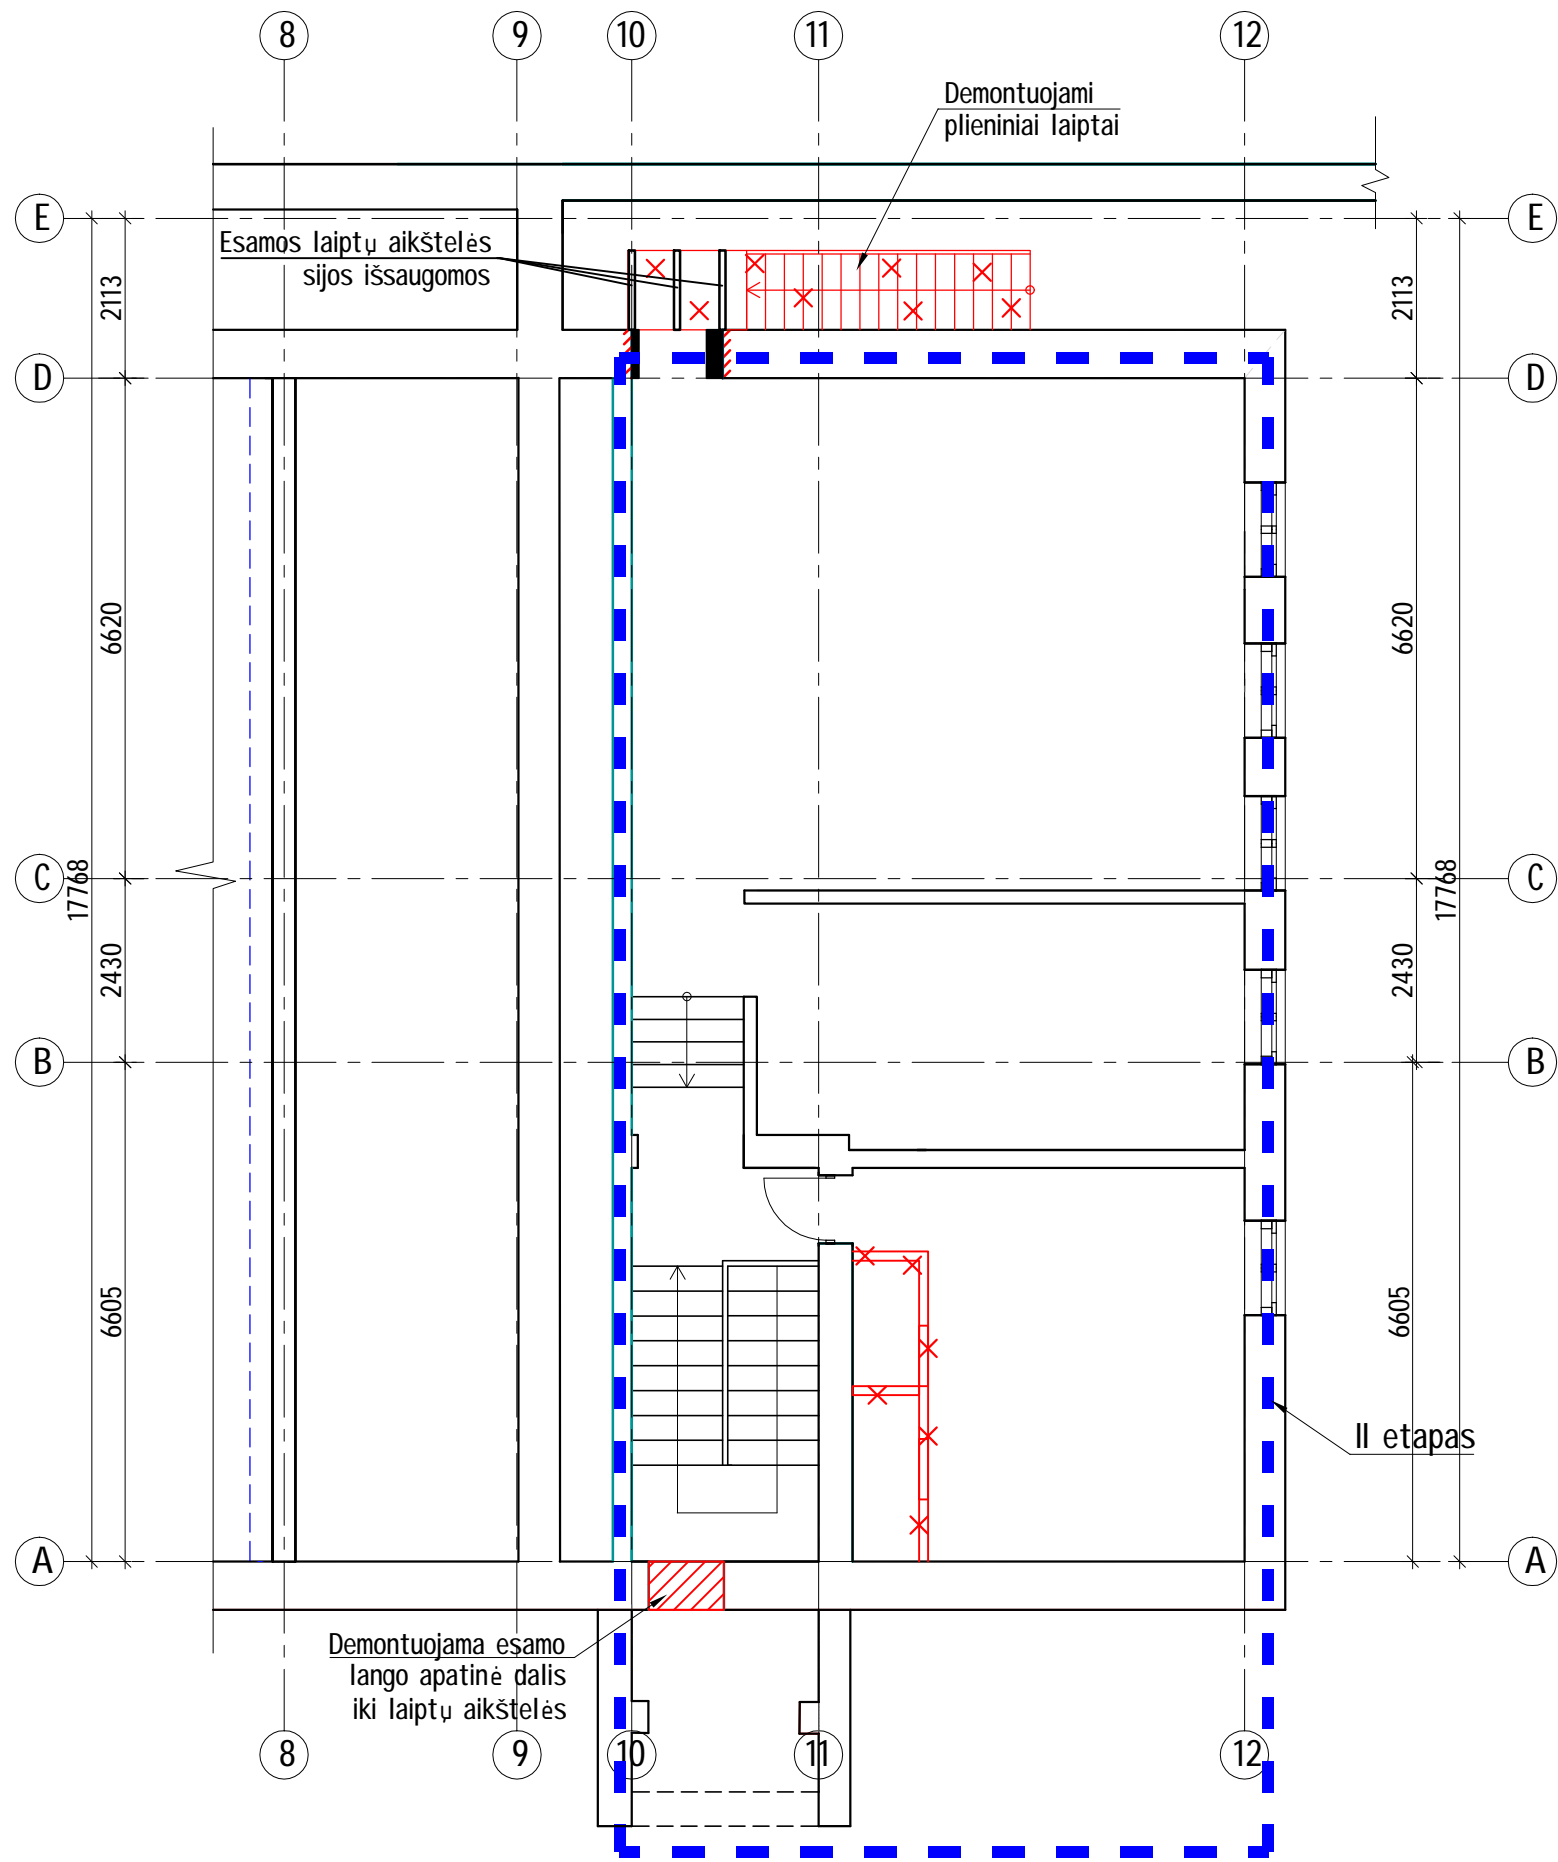 8
9
10
11
12
Demontuojami
plieniniai laiptai
E
E
Esamos laiptų aikštelės
sijos išsaugomos
2113
2113
D
D
6620
6620
C
17768
17768
C
2430
2430
B
B
6605
6605
II etapas
A
A
Demontuojama esamo
lango apatinė dalis
iki laiptų aikštelės
8
9
10
11
12